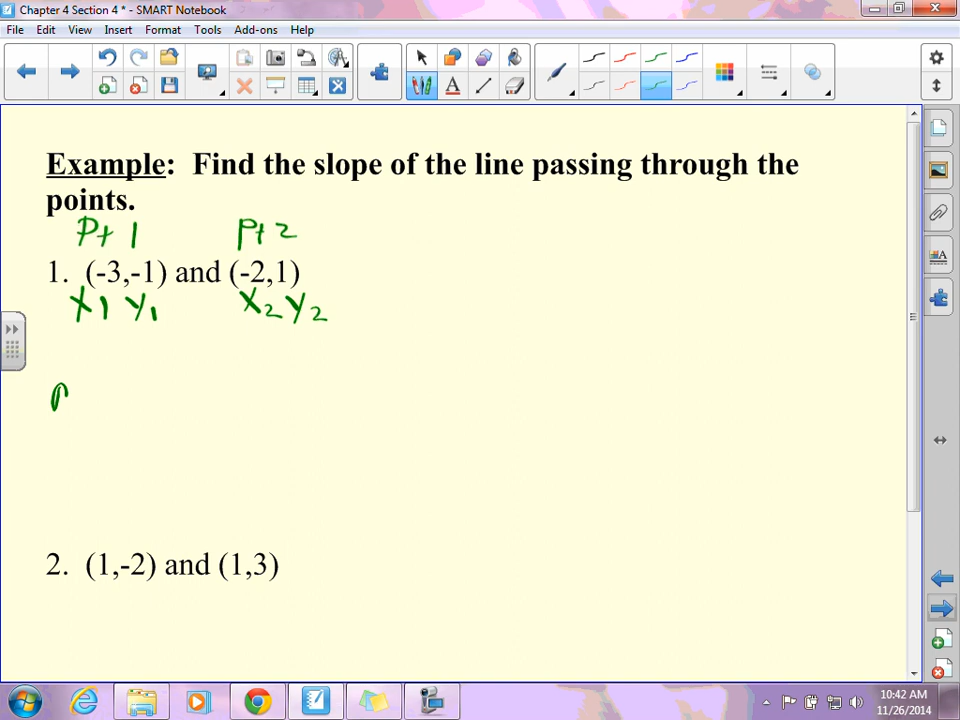 Chapter 4 Section 4 * - SMART Notebook
File Edit View Insert Format Tools Add-ons Help
Example: Find the slope of the line passing through the
points.
Pt 1 Pt 2
1. (-3,-1) and (-2,1)
X1 Y1 X2 Y2
2. (1,-2) and (1,3)
10:42 AM
11/26/2014